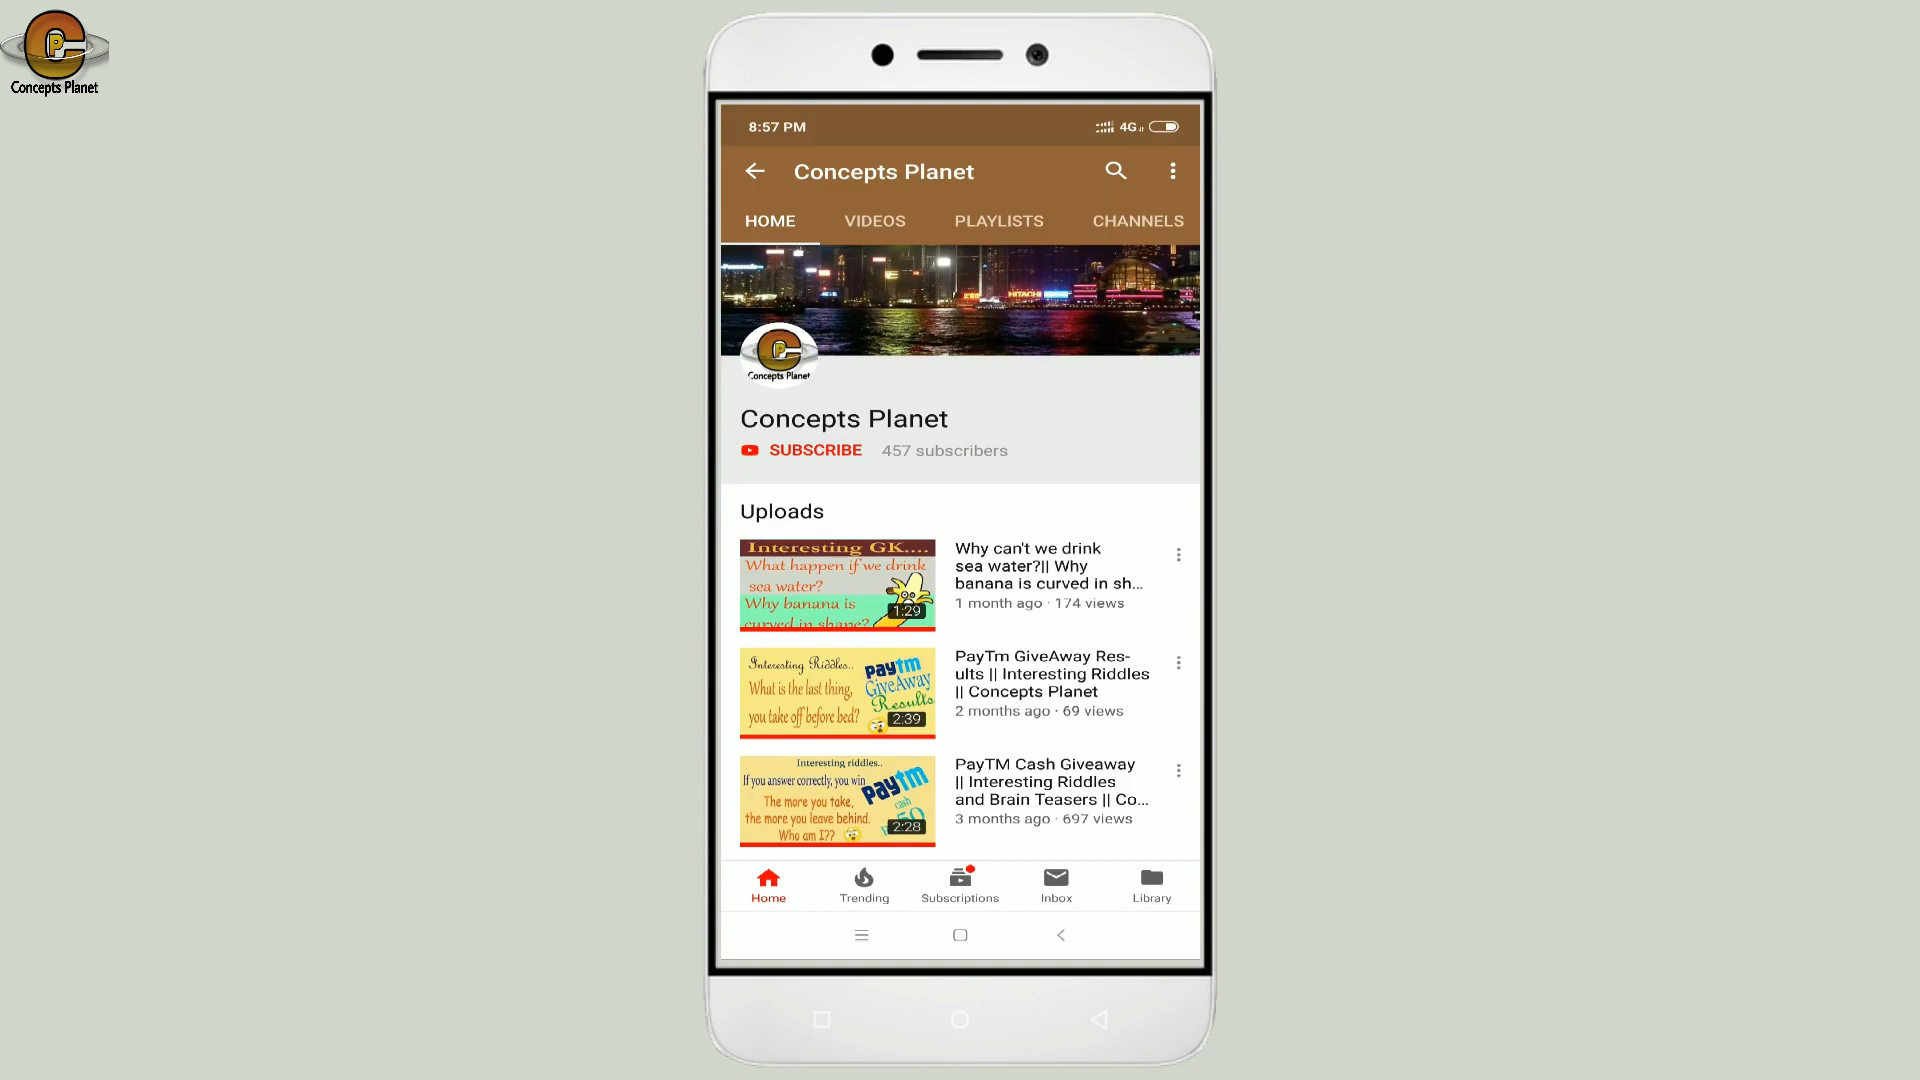 Concepts Planet
8:57 PM
4G
Concepts Planet
HOME
VIDEOS
PLAYLISTS
CHANNELS
HITACHI
Concepts Planet
Concepts Planet
SUBSCRIBE
457 subscribers
Uploads
Interesting GK....
What happen if we drink
sea water?
Why banana is
curved in shape?
1:29
Why can't we drink
sea water?|| Why
banana is curved in sh...
1 month ago · 174 views
Interesting Riddles..
What is the last thing,
you take off before bed?
paytm
GiveAway
Results
2:39
PayTm GiveAway Res-
ults || Interesting Riddles
|| Concepts Planet
2 months ago · 69 views
Interesting riddles..
If you answer correctly, you win
The more you take,
the more you leave behind.
Who am I??
paytm
cash
50
2:28
PayTM Cash Giveaway
|| Interesting Riddles
and Brain Teasers || Co...
3 months ago · 697 views
Home
Trending
Subscriptions
Inbox
Library